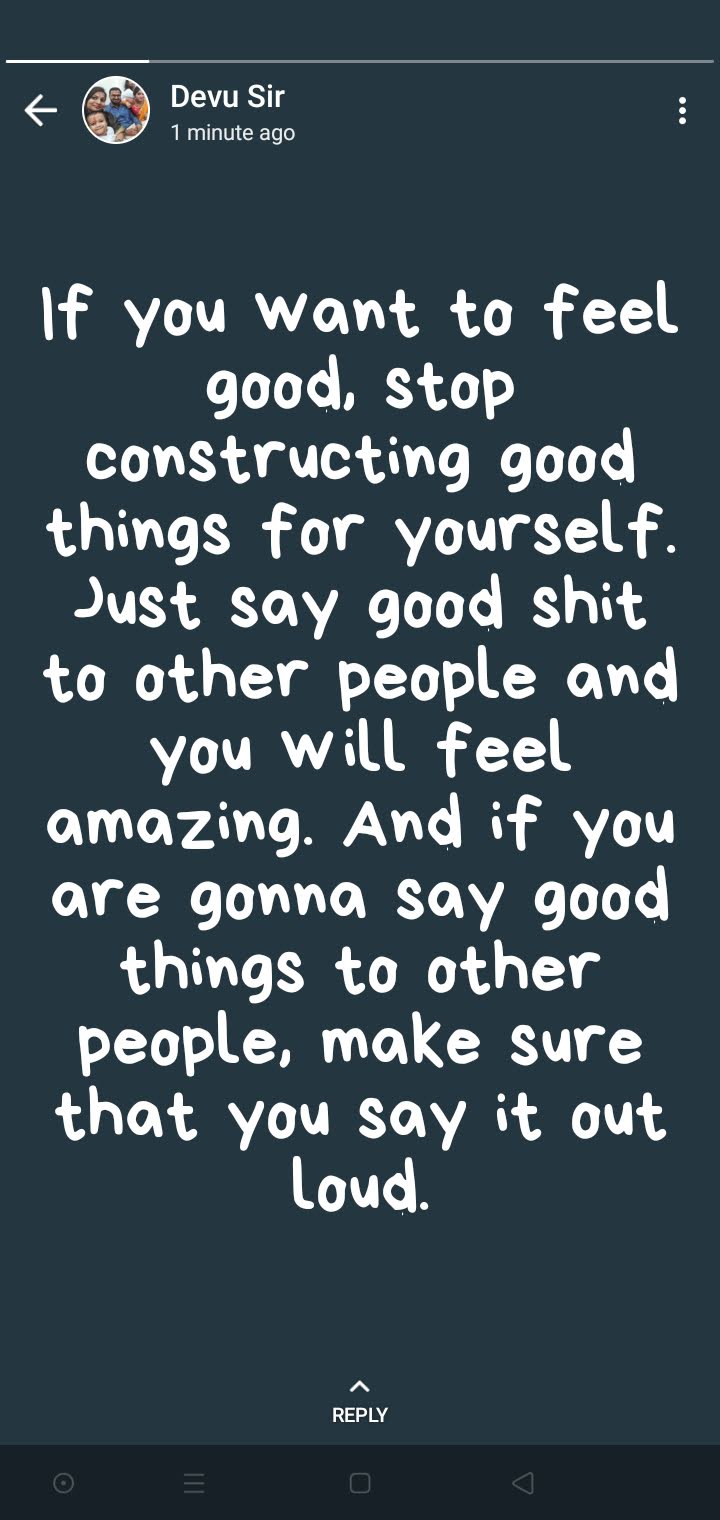 Devu Sir
1 minute ago
If you want to feel
good, stop
constructing good
things for yourself.
Just say good shit
to other people and
you will feel
amazing. And if you
are gonna say good
things to other
people, make sure
that you say it out
loud.
REPLY